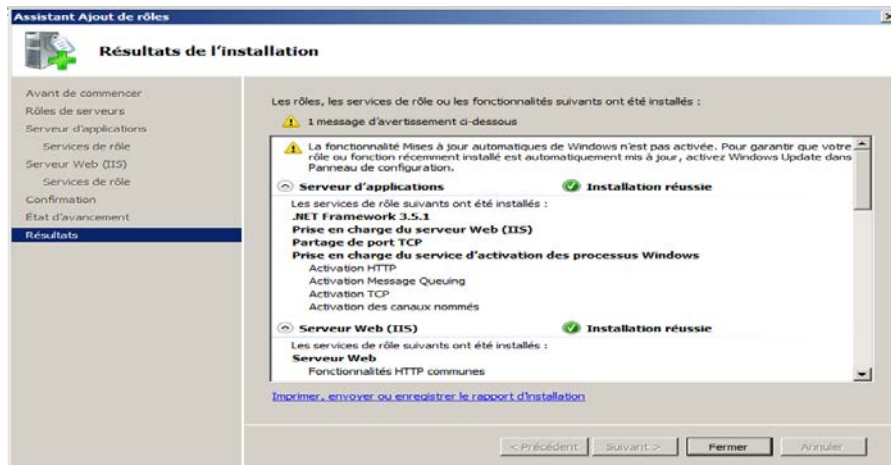 Assistant Ajout de rôles
Résultats de l'installation
Avant de commencer
Rôles de serveurs
Serveur d'applications
Services de rôle
Serveur Web (IIS)
Services de rôle
Confirmation
État d'avancement
Résultats
Les rôles, les services de rôle ou les fonctionnalités suivants ont été installés :
1 message d'avertissement ci-dessous
La fonctionnalité Mises à jour automatiques de Windows n'est pas activée. Pour garantir que votre
rôle ou fonction récemment installé est automatiquement mis à jour, activez Windows Update dans
Panneau de configuration.
Serveur d'applications Installation réussie
Les services de rôle suivants ont été installés :
.NET Framework 3.5.1
Prise en charge du serveur Web (IIS)
Partage de port TCP
Prise en charge du service d'activation des processus Windows
Activation HTTP
Activation Message Queuing
Activation TCP
Activation des canaux nommés
Serveur Web (IIS) Installation réussie
Les services de rôle suivants ont été installés :
Serveur Web
Fonctionnalités HTTP communes
Imprimer, envoyer ou enregistrer le rapport d'installation
< Précédent Suivant > Fermer Annuler